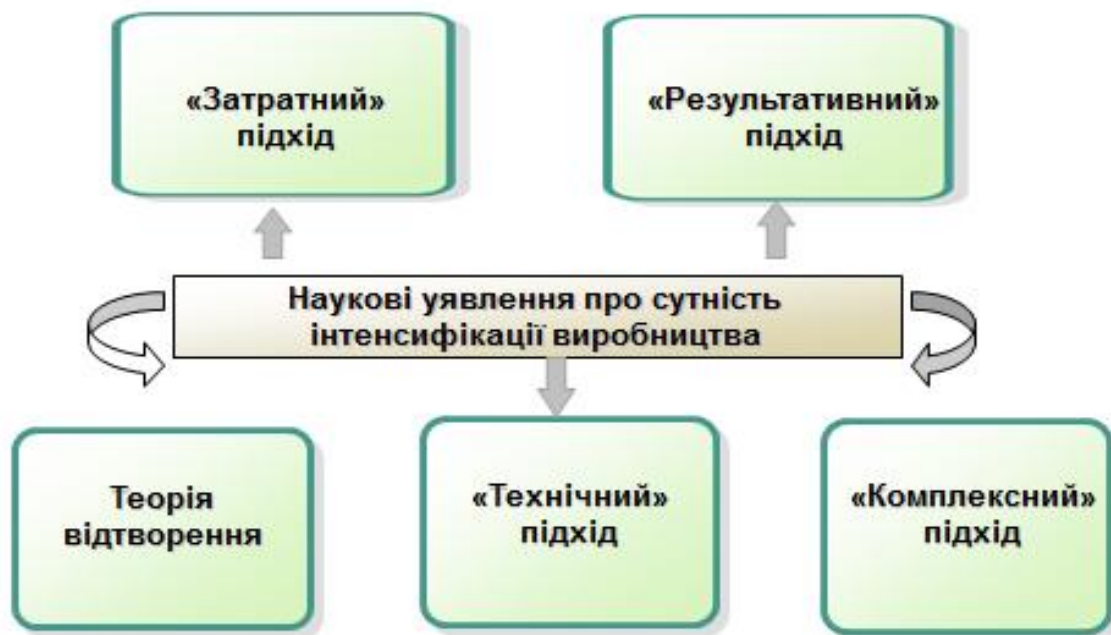 «Затратний»
підхід
«Результативний»
підхід
Наукові уявлення про сутність
інтенсифікації виробництва
Теорія
відтворення
«Технічний»
підхід
«Комплексний»
підхід